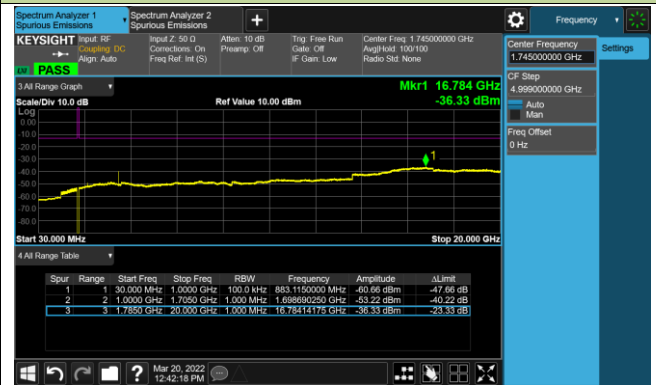 Spectrum Analyzer 1
Spurious Emissions
Spectrum Analyzer 2
Spurious Emissions
+
Frequency
KEYSIGHT
Input: RF
Coupling: DC
Align: Auto
Input Z: 50 Ω
Corrections: On
Freq Ref: Int (S)
Atten: 10 dB
Preamp: Off
Trig: Free Run
Gate: Off
IF Gain: Low
Center Freq: 1.745000000 GHz
Avg|Hold: 100/100
Radio Std: None
PASS
Center Frequency
1.745000000 GHz
Settings
CF Step
4.999000000 GHz
Auto
Man
Freq Offset
0 Hz
3 All Range Graph
Mkr1 16.784 GHz
Scale/Div 10.0 dB
Ref Value 10.00 dBm
-36.33 dBm
Log
0.00
-10.0
-20.0
-30.0
-40.0
-50.0
-60.0
-70.0
-80.0
1
Start 30.000 MHz
Stop 20.000 GHz
4 All Range Table
Spur Range Start Freq Stop Freq RBW Frequency Amplitude ΔLimit
1 1 30.000 MHz 1.0000 GHz 100.0 kHz 883.1150000 MHz -60.66 dBm -47.66 dB
2 2 1.0000 GHz 1.7050 GHz 1.000 MHz 1.698690250 GHz -53.22 dBm -40.22 dB
3 3 1.7850 GHz 20.000 GHz 1.000 MHz 16.78414175 GHz -36.33 dBm -23.33 dB
?
Mar 20, 2022
12:42:18 PM